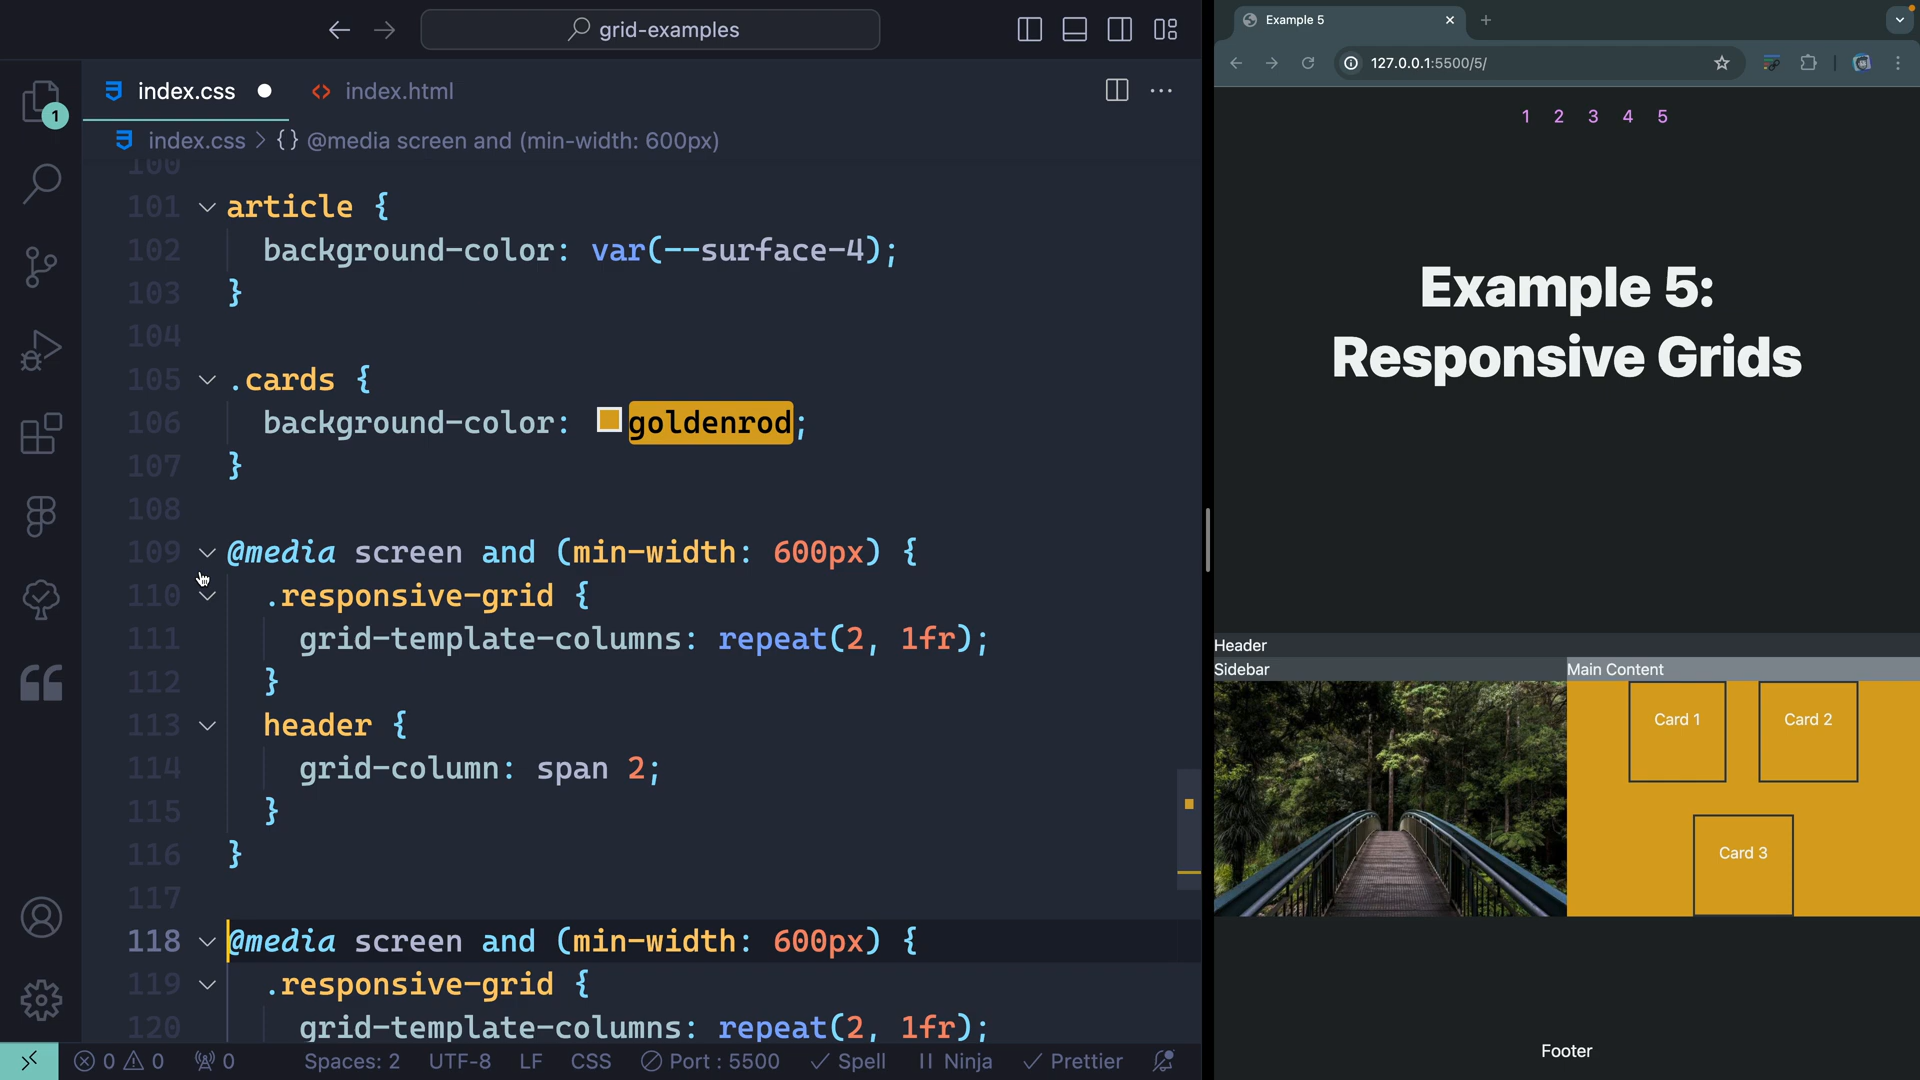 grid-examples
index.css
index.html
index.css > {} @media screen and (min-width: 600px)
1
100
101 article {
102 background-color: var(--surface-4);
103 }
104
105 .cards {
106 background-color: goldenrod;
107 }
108
109 @media screen and (min-width: 600px) {
110 .responsive-grid {
111 grid-template-columns: repeat(2, 1fr);
112 }
113 header {
114 grid-column: span 2;
115 }
116 }
117
118 @media screen and (min-width: 600px) {
119 .responsive-grid {
120 grid-template-columns: repeat(2, 1fr);
0 0 0 Spaces: 2 UTF-8 LF CSS Port : 5500 Spell Ninja Prettier
Example 5
127.0.0.1:5500/5/
1 2 3 4 5
Example 5:
Responsive Grids
Header
Sidebar
Main Content
Card 1
Card 2
Card 3
Footer